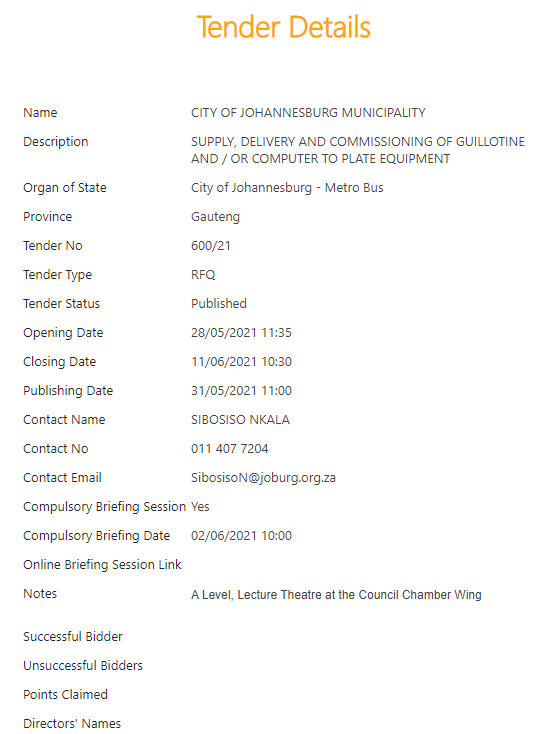 Tender Details
Name CITY OF JOHANNESBURG MUNICIPALITY
Description SUPPLY, DELIVERY AND COMMISSIONING OF GUILLOTINE
AND / OR COMPUTER TO PLATE EQUIPMENT
Organ of State City of Johannesburg - Metro Bus
Province Gauteng
Tender No 600/21
Tender Type RFQ
Tender Status Published
Opening Date 28/05/2021 11:35
Closing Date 11/06/2021 10:30
Publishing Date 31/05/2021 11:00
Contact Name SIBOSISO NKALA
Contact No 011 407 7204
Contact Email SibosisoN@joburg.org.za
Compulsory Briefing Session Yes
Compulsory Briefing Date 02/06/2021 10:00
Online Briefing Session Link
Notes A Level, Lecture Theatre at the Council Chamber Wing
Successful Bidder
Unsuccessful Bidders
Points Claimed
Directors' Names